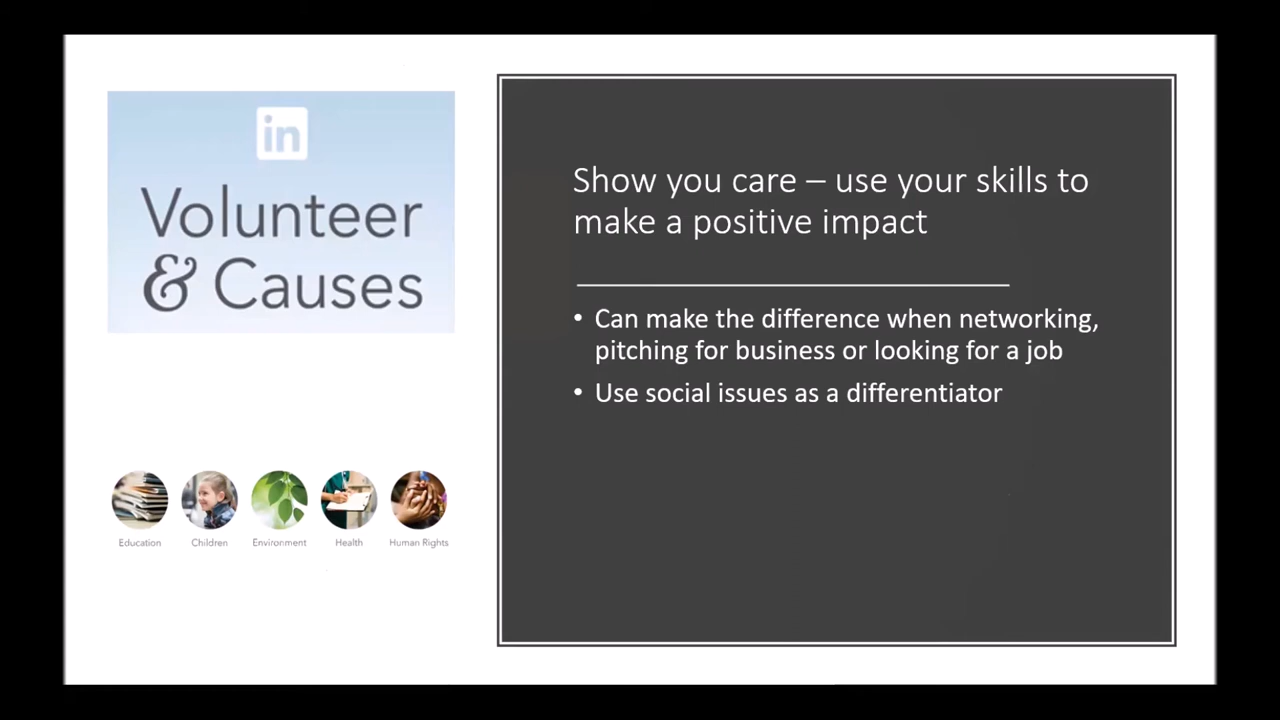 in
Volunteer
& Causes
Education
Children
Environment
Health
Human Rights
Show you care – use your skills to
make a positive impact
• Can make the difference when networking,
pitching for business or looking for a job
• Use social issues as a differentiator